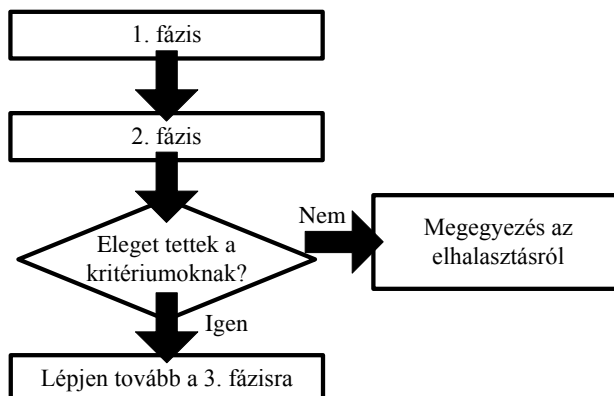 1. fázis
2. fázis
Eleget tettek a
kritériumoknak?
Nem
Megegyezés az
elhalasztásról
Igen
Lépjen tovább a 3. fázisra